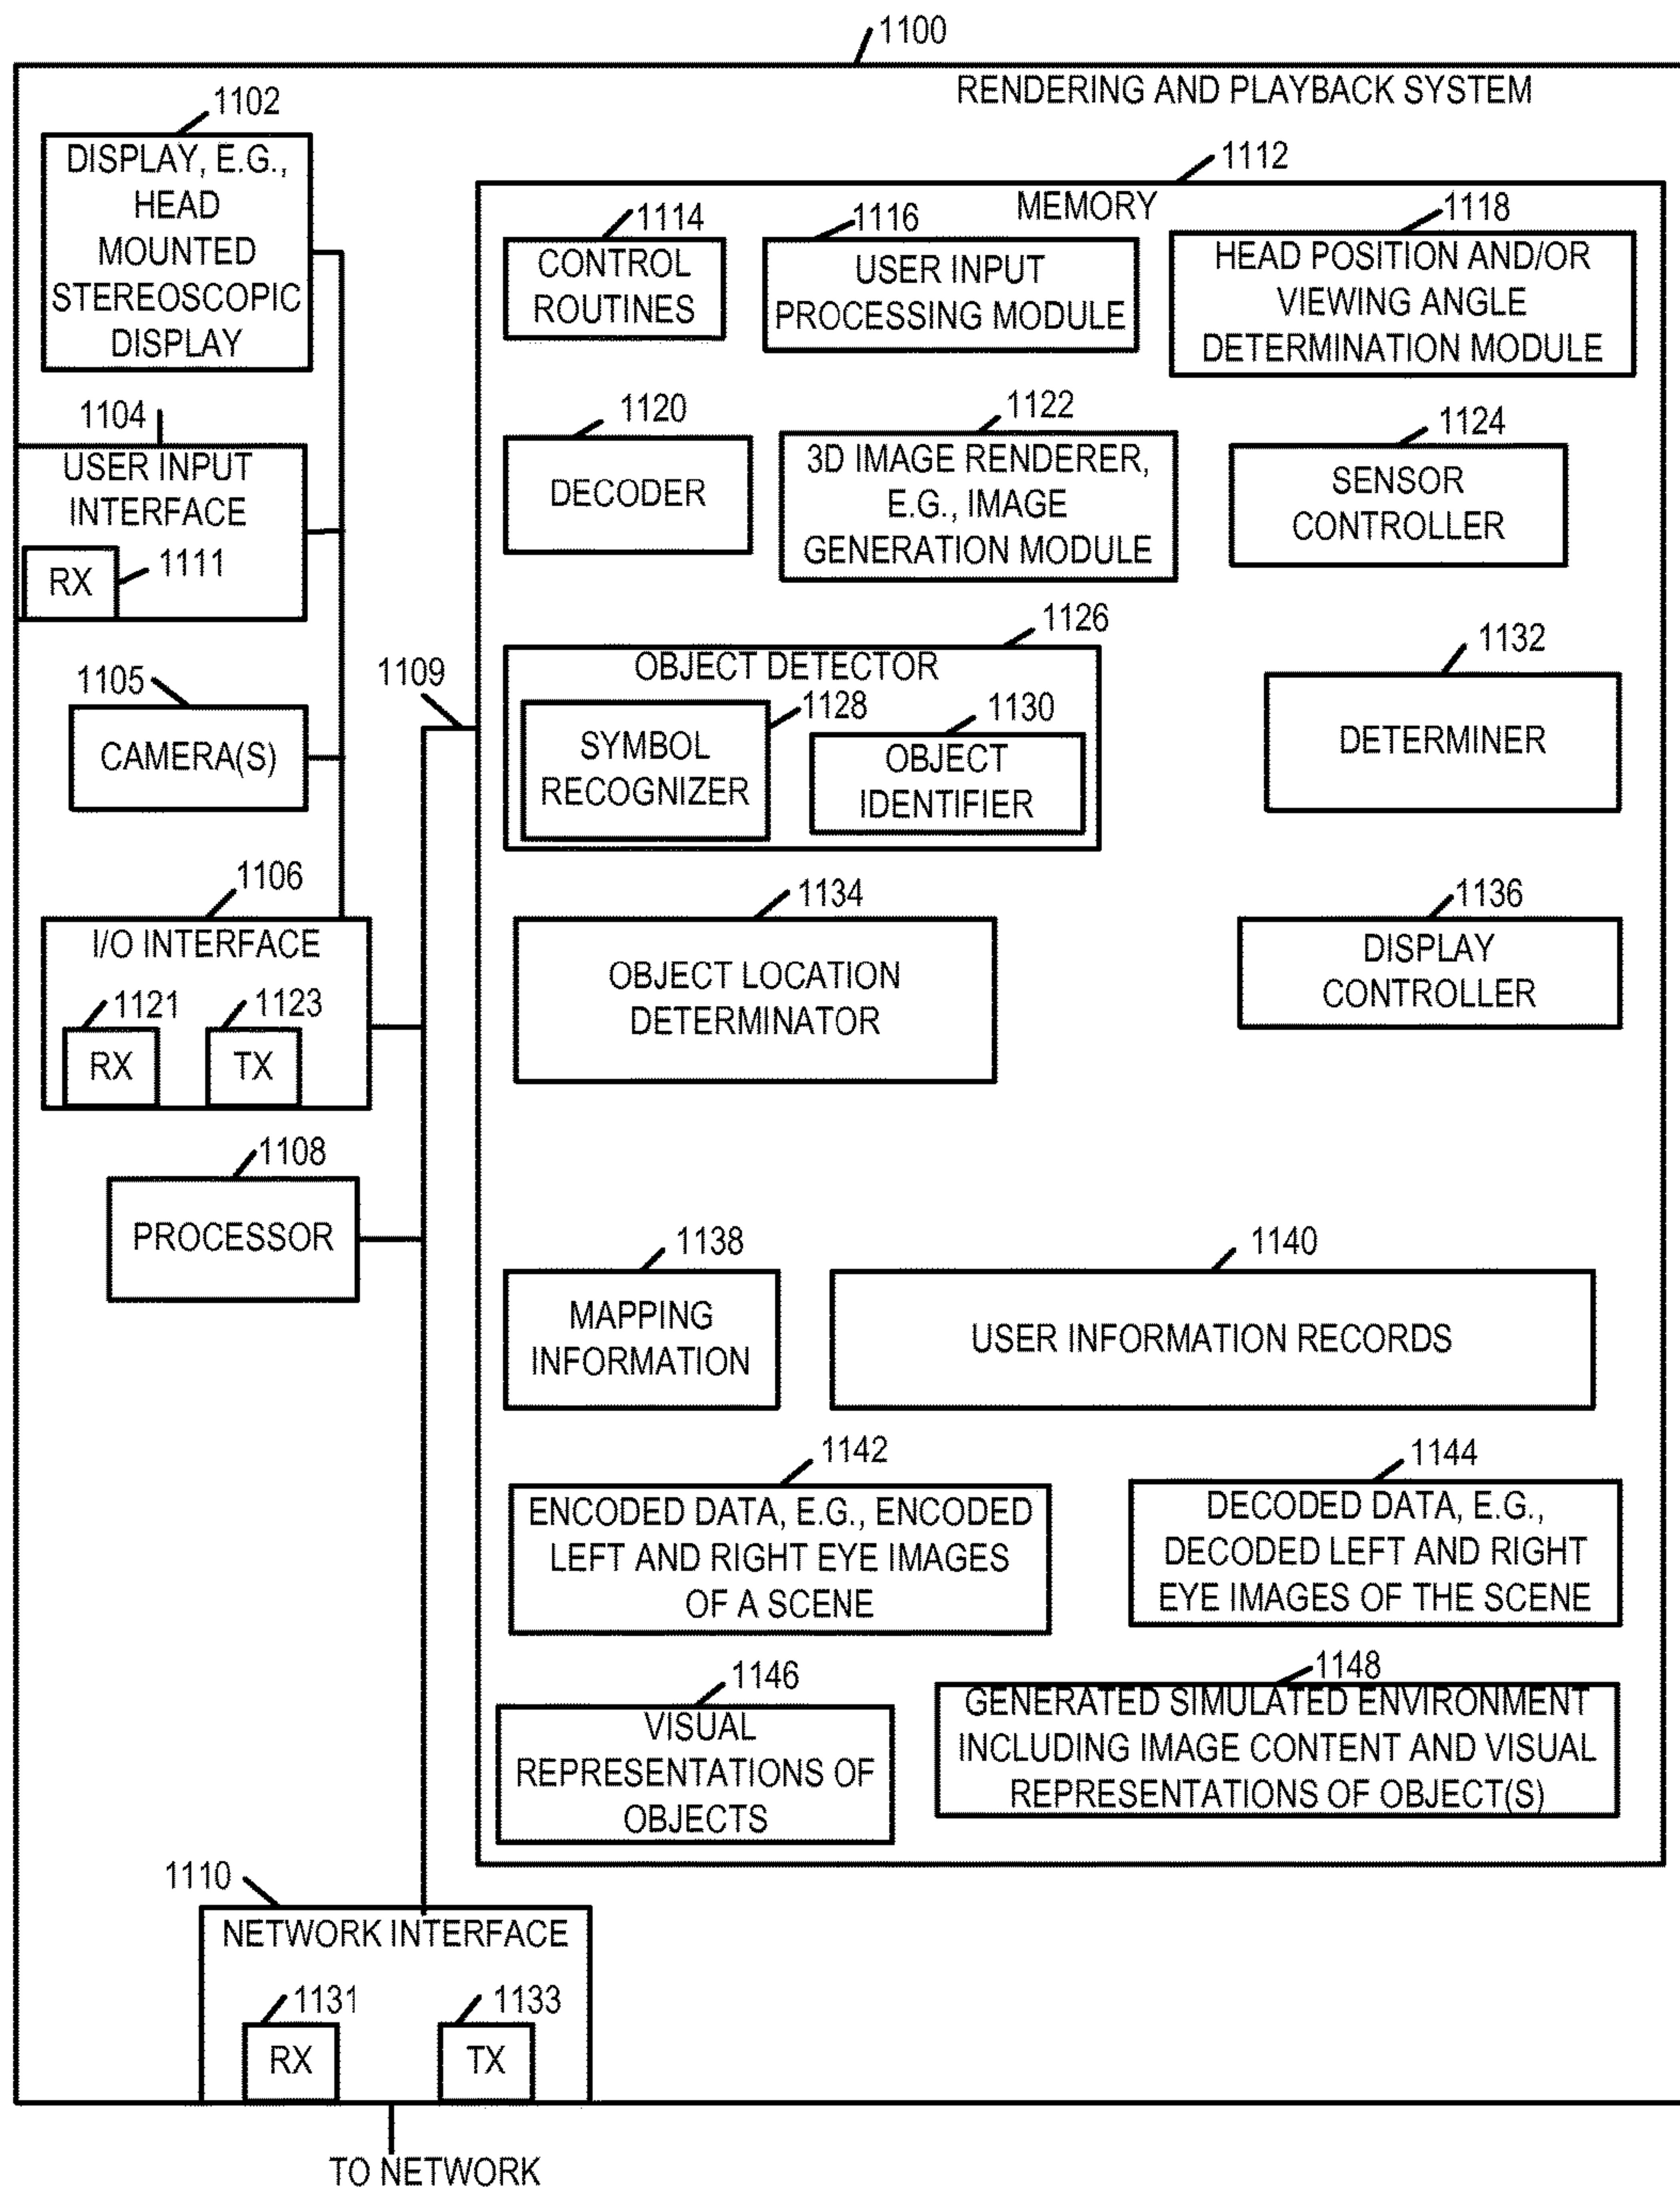 1100
RENDERING AND PLAYBACK SYSTEM
1102
DISPLAY, E.G.,
HEAD
MOUNTED
STEREOSCOPIC
DISPLAY
1104
USER INPUT
INTERFACE
RX
1111
1105
CAMERA(S)
1109
1106
I/O INTERFACE
1121
RX
1123
TX
1108
PROCESSOR
1112
MEMORY
1114
CONTROL
ROUTINES
1116
USER INPUT
PROCESSING MODULE
1118
HEAD POSITION AND/OR
VIEWING ANGLE
DETERMINATION MODULE
1120
DECODER
1122
3D IMAGE RENDERER,
E.G., IMAGE
GENERATION MODULE
1124
SENSOR
CONTROLLER
1126
OBJECT DETECTOR
1128
SYMBOL
RECOGNIZER
1130
OBJECT
IDENTIFIER
1132
DETERMINER
1134
OBJECT LOCATION
DETERMINATOR
1136
DISPLAY
CONTROLLER
1138
MAPPING
INFORMATION
1140
USER INFORMATION RECORDS
1142
ENCODED DATA, E.G., ENCODED
LEFT AND RIGHT EYE IMAGES
OF A SCENE
1144
DECODED DATA, E.G.,
DECODED LEFT AND RIGHT
EYE IMAGES OF THE SCENE
1146
VISUAL
REPRESENTATIONS OF
OBJECTS
1148
GENERATED SIMULATED ENVIRONMENT
INCLUDING IMAGE CONTENT AND VISUAL
REPRESENTATIONS OF OBJECT(S)
1110
NETWORK INTERFACE
1131
RX
1133
TX
TO NETWORK